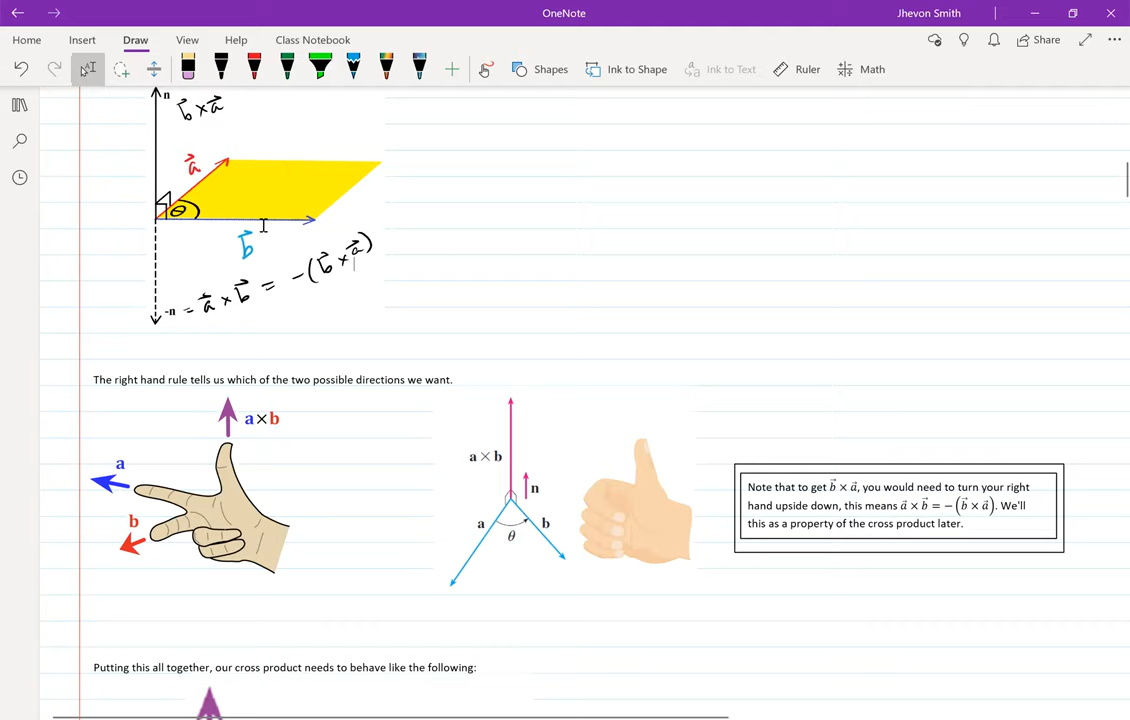 OneNote
Jhevon Smith
Home Insert Draw View Help Class Notebook
Share
Shapes Ink to Shape Ink to Text Ruler Math
n
b⃗ × a⃗
a⃗
θ
b⃗
-n = a⃗ × b⃗ = -(b⃗ × a⃗)
The right hand rule tells us which of the two possible directions we want.
a×b
a
b
a × b
n
a
b
θ
Note that to get b⃗ × a⃗, you would need to turn your right
hand upside down, this means a⃗ × b⃗ = −(b⃗ × a⃗). We'll
this as a property of the cross product later.
Putting this all together, our cross product needs to behave like the following: